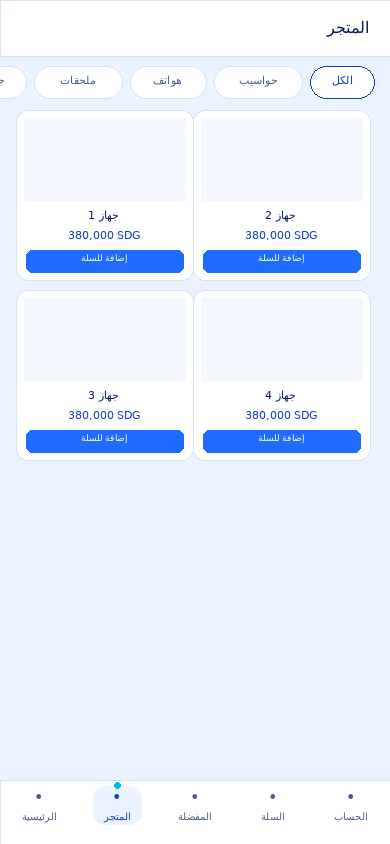 المتجر
الكل
حواسيب
هواتف
ملحقات
جهاز 2
380,000 SDG
إضافة للسلة
جهاز 1
380,000 SDG
إضافة للسلة
جهاز 4
380,000 SDG
إضافة للسلة
جهاز 3
380,000 SDG
إضافة للسلة
الحساب
السلة
المفضلة
المتجر
الرئيسية